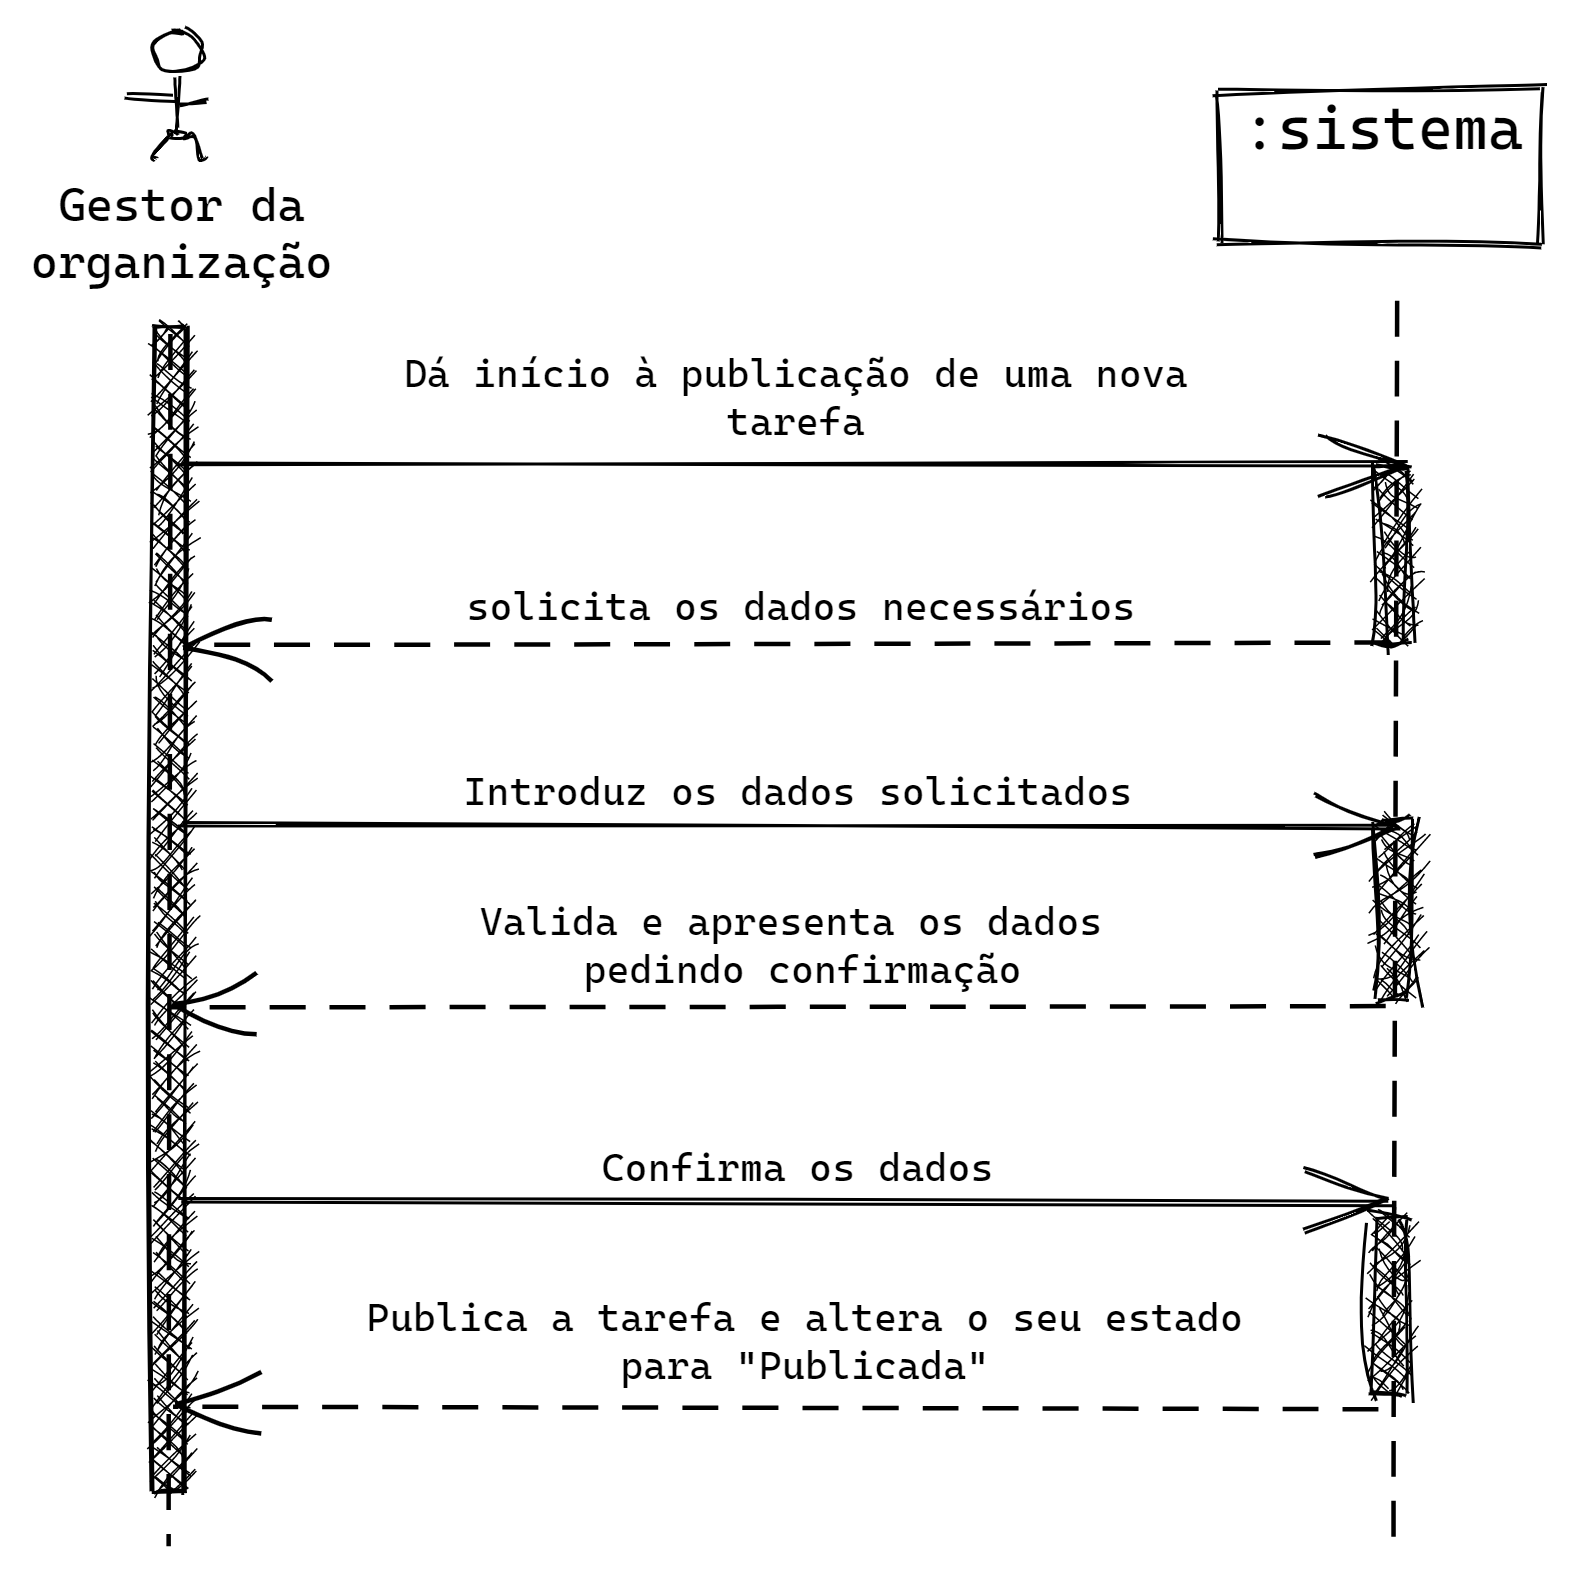 :sistema
Gestor da
organização
Dá início à publicação de uma nova
tarefa
solicita os dados necessários
Introduz os dados solicitados
Valida e apresenta os dados
pedindo confirmação
Confirma os dados
Publica a tarefa e altera o seu estado
para "Publicada"